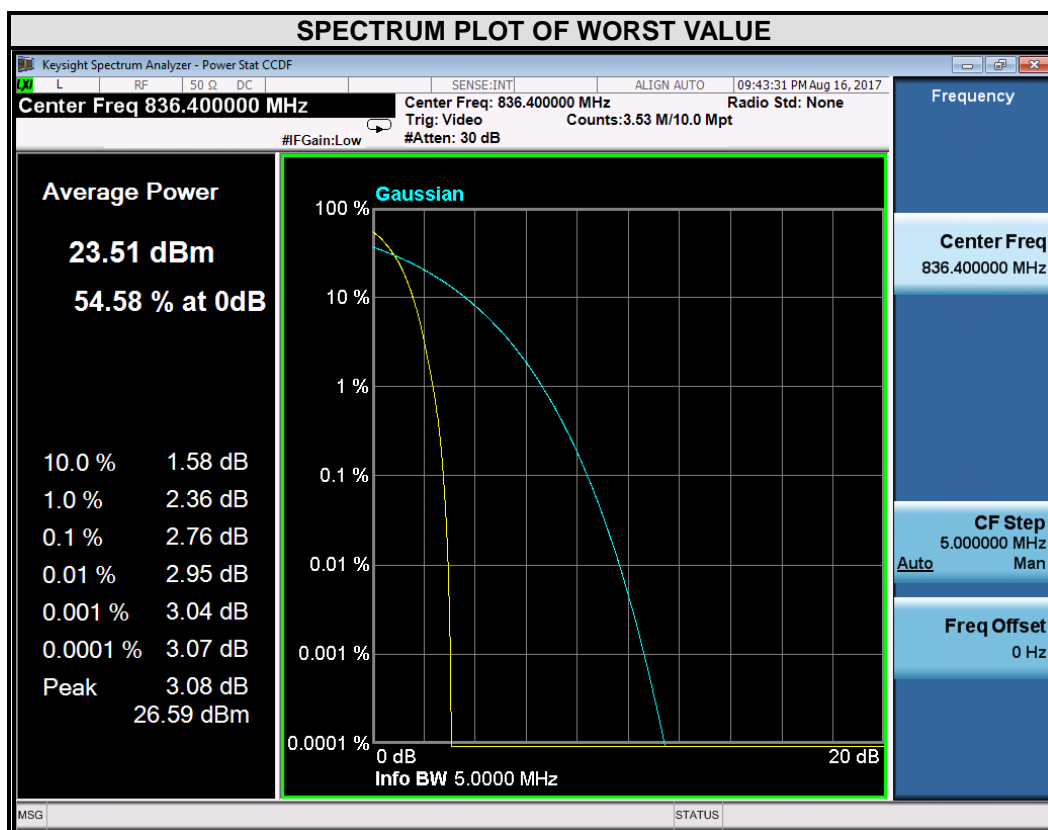 SPECTRUM PLOT OF WORST VALUE
Keysight Spectrum Analyzer - Power Stat CCDF
LXI L RF 50 Ω DC SENSE:INT ALIGN AUTO 09:43:31 PM Aug 16, 2017
Center Freq 836.400000 MHz
Center Freq: 836.400000 MHz Radio Std: None
Trig: Video Counts:3.53 M/10.0 Mpt
#IFGain:Low #Atten: 30 dB
Average Power
23.51 dBm
54.58 % at 0dB
10.0 % 1.58 dB
1.0 % 2.36 dB
0.1 % 2.76 dB
0.01 % 2.95 dB
0.001 % 3.04 dB
0.0001 % 3.07 dB
Peak 3.08 dB
26.59 dBm
Gaussian
100 %
10 %
1 %
0.1 %
0.01 %
0.001 %
0.0001 %
0 dB 20 dB
Info BW 5.0000 MHz
Frequency
Center Freq
836.400000 MHz
CF Step
5.000000 MHz
Auto Man
Freq Offset
0 Hz
MSG STATUS